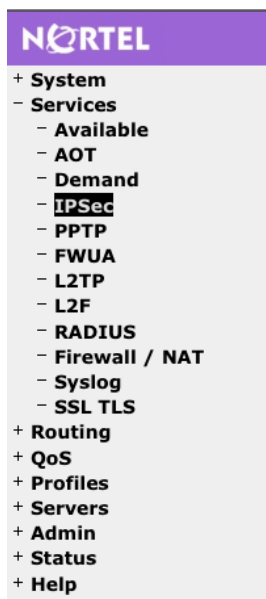 NORTEL
+ System
− Services
− Available
− AOT
− Demand
− IPSec
− PPTP
− FWUA
− L2TP
− L2F
− RADIUS
− Firewall / NAT
− Syslog
− SSL TLS
+ Routing
+ QoS
+ Profiles
+ Servers
+ Admin
+ Status
+ Help